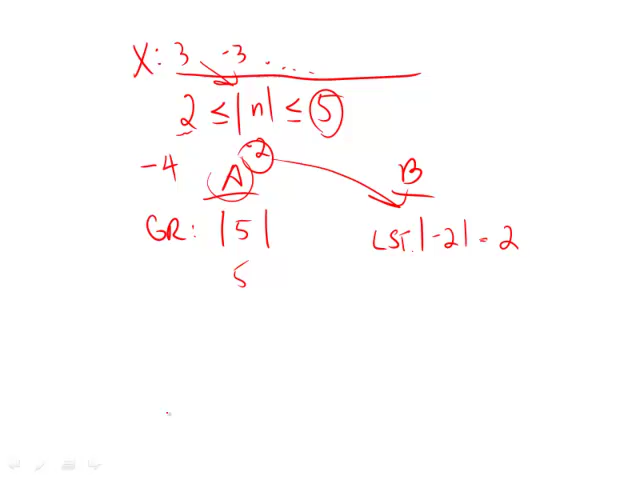 X: 3 -3 .....
2 ≤ |n| ≤ 5
-4 A -2 B
GR: |5| LST. |-2| = 2
5